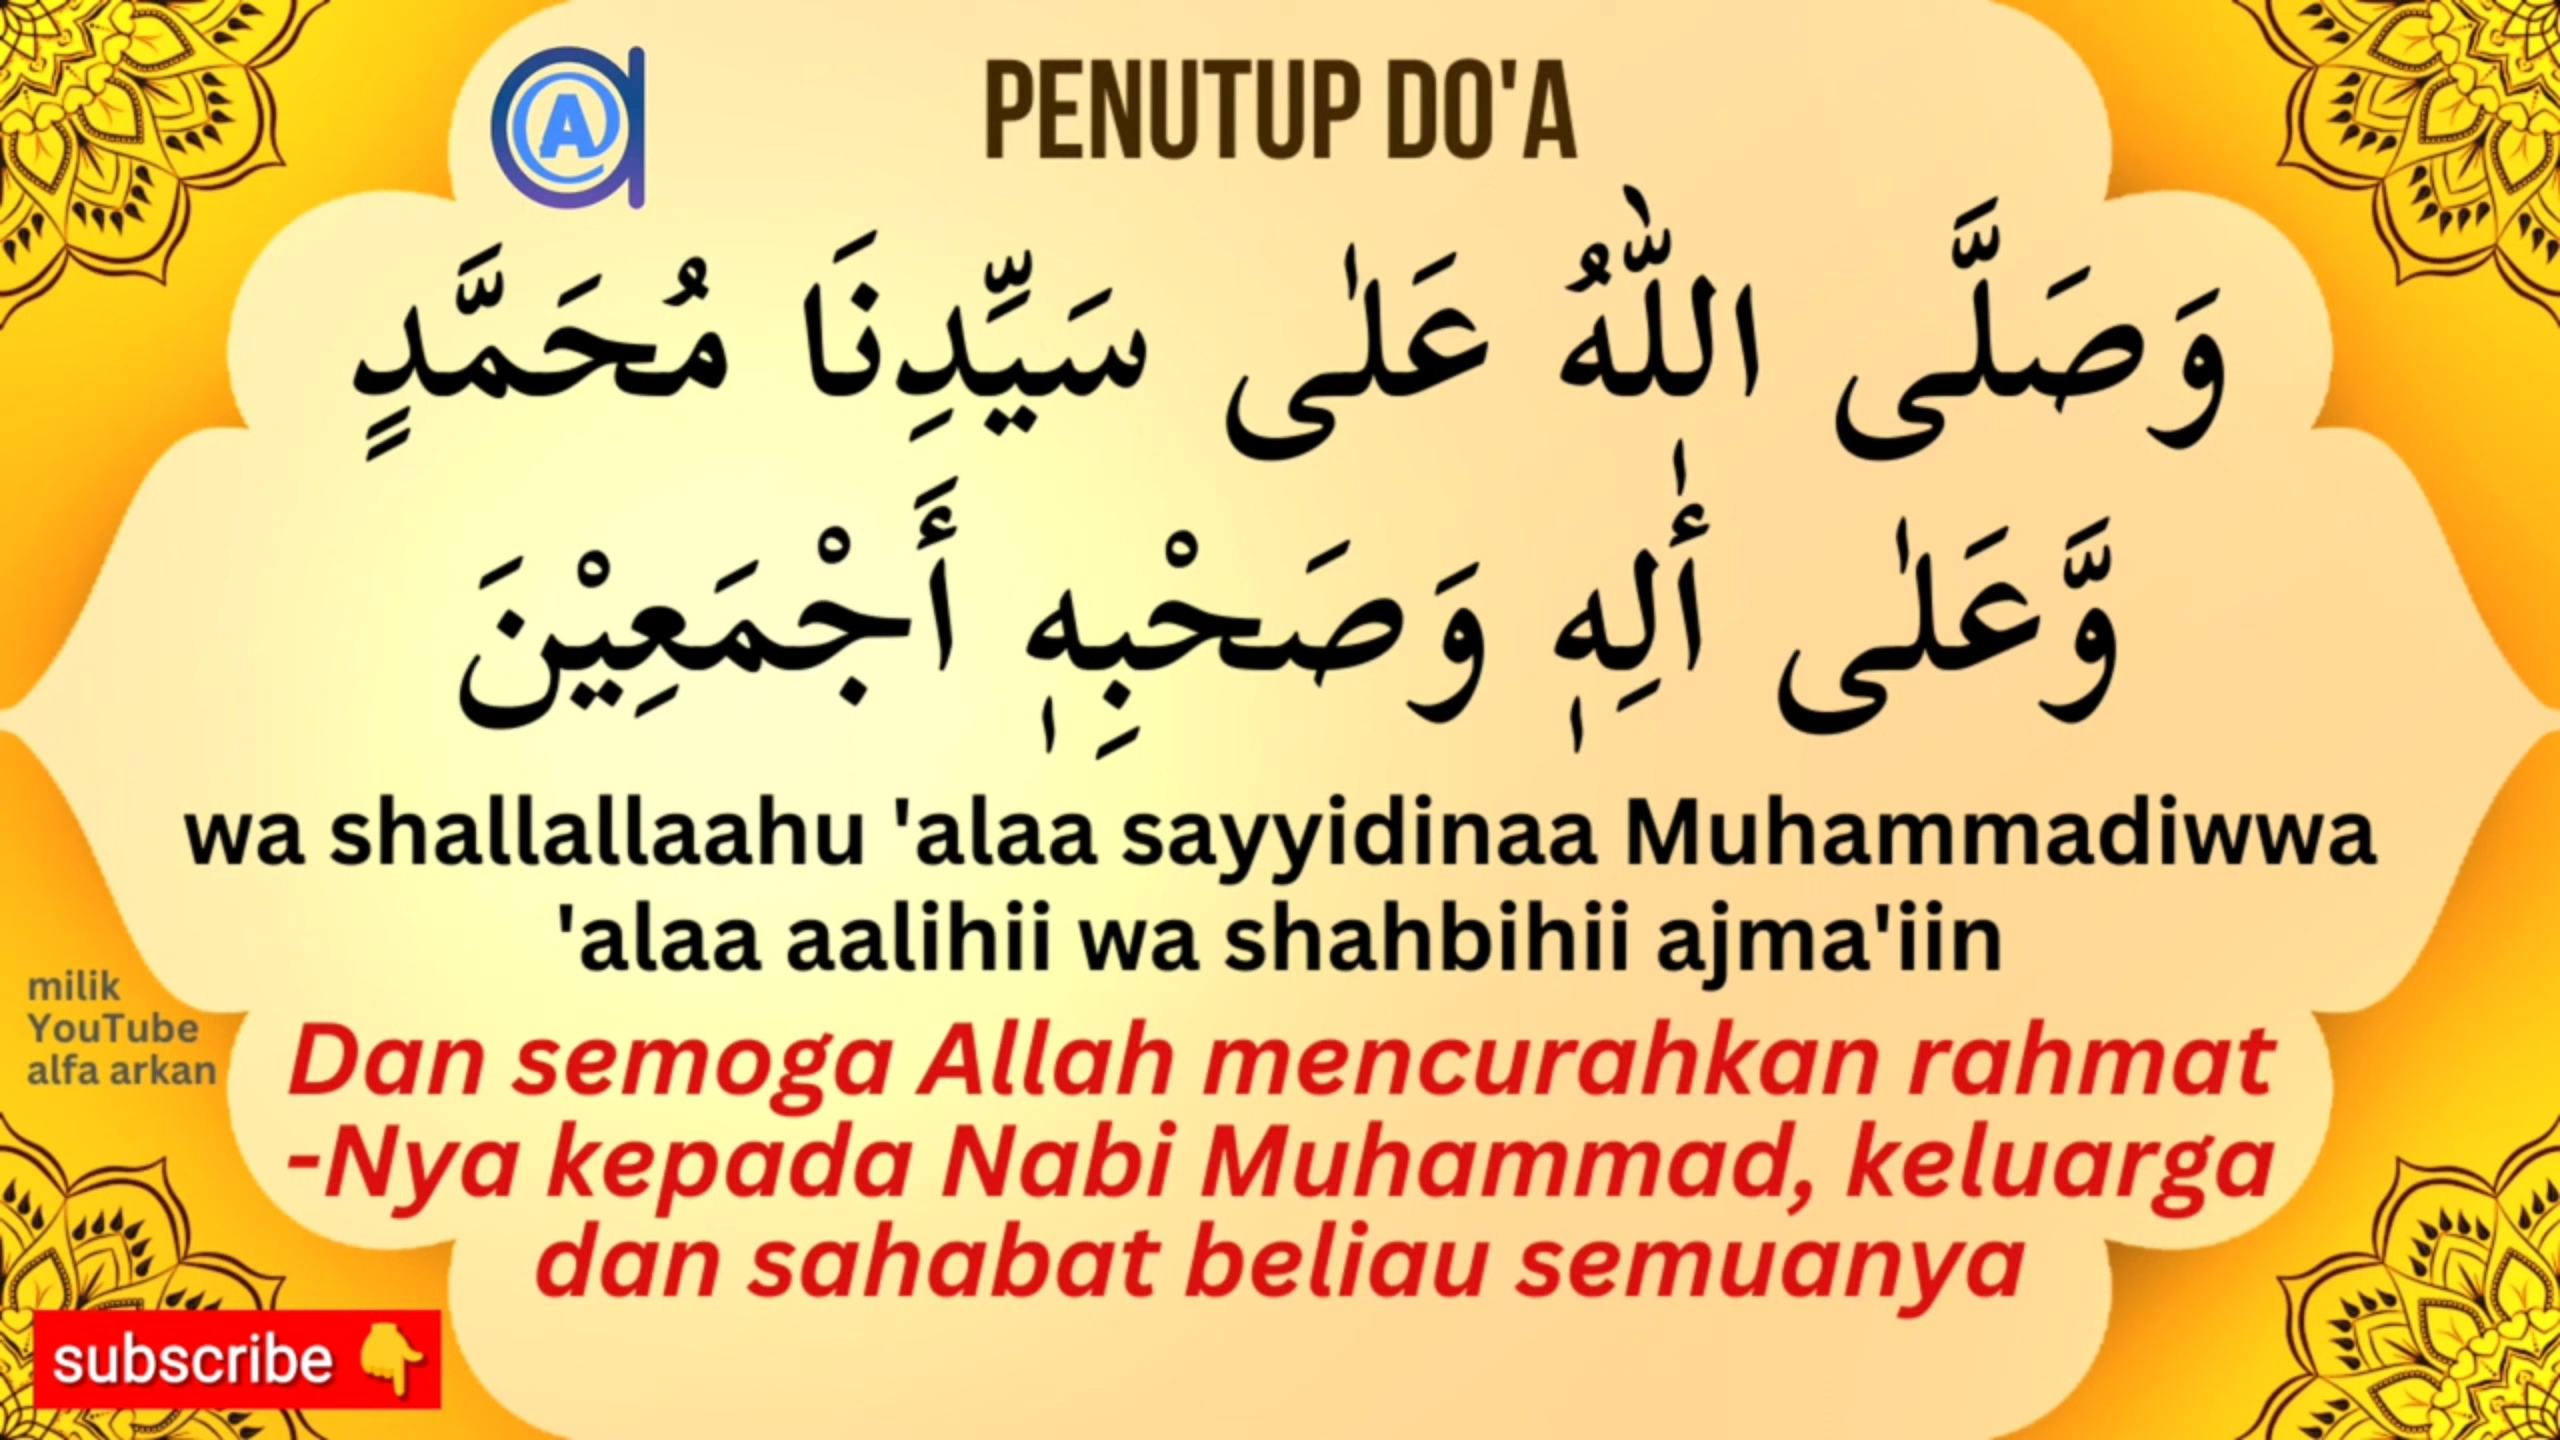 PENUTUP DO'A
وَصَلَّى اللّٰهُ عَلٰى سَيِّدِنَا مُحَمَّدٍ
وَّعَلٰى أٰلِهٖ وَصَحْبِهٖ أَجْمَعِيْنَ
wa shallallaahu 'alaa sayyidinaa Muhammadiwwa
'alaa aalihii wa shahbihii ajma'iin
Dan semoga Allah mencurahkan rahmat
-Nya kepada Nabi Muhammad, keluarga
dan sahabat beliau semuanya
milik
YouTube
alfa arkan
subscribe 👇